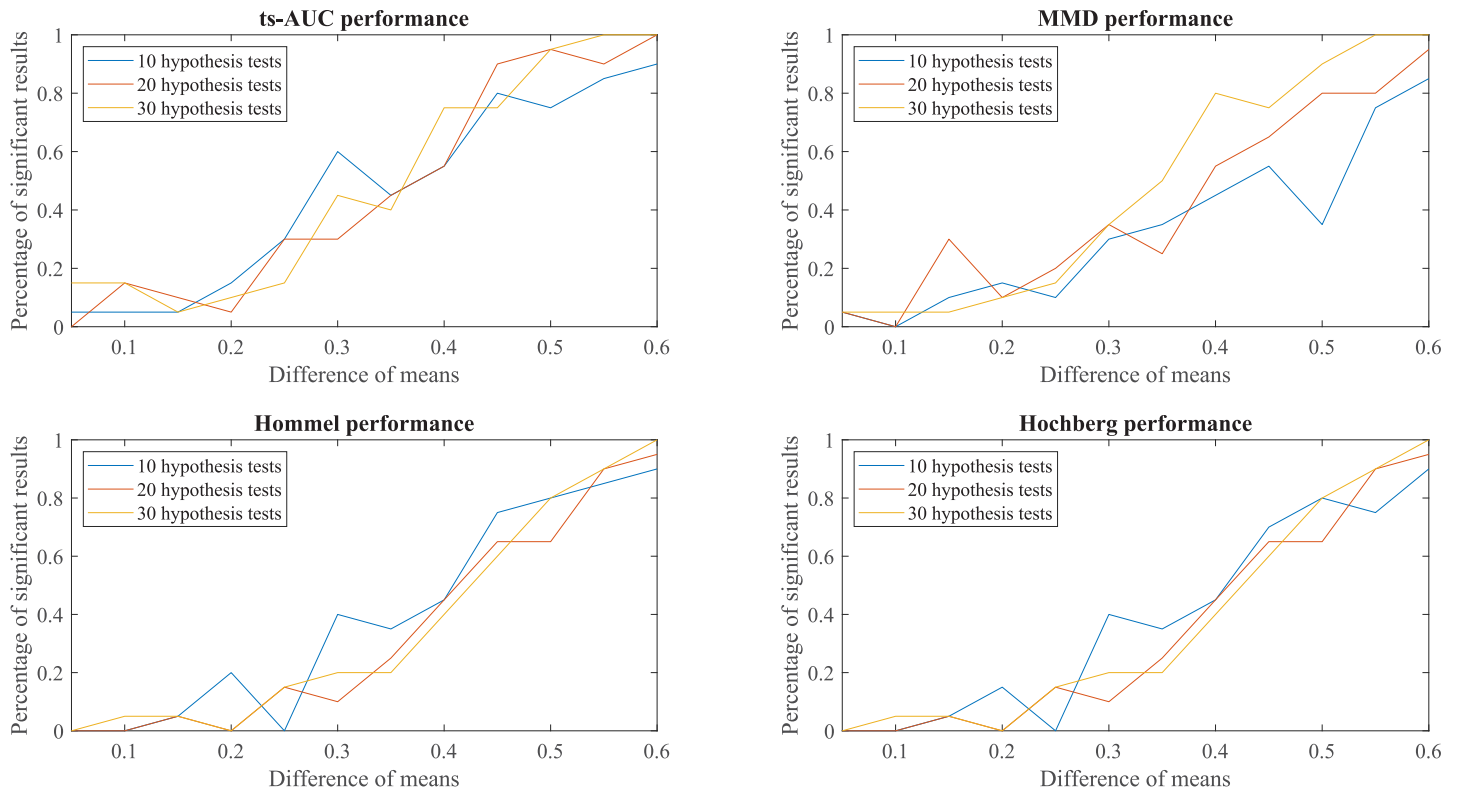 ts-AUC performance
Percentage of significant results
1
0.8
0.6
0.4
0.2
0
10 hypothesis tests
20 hypothesis tests
30 hypothesis tests
0.1 0.2 0.3 0.4 0.5 0.6
Difference of means
MMD performance
Percentage of significant results
1
0.8
0.6
0.4
0.2
0
10 hypothesis tests
20 hypothesis tests
30 hypothesis tests
0.1 0.2 0.3 0.4 0.5 0.6
Difference of means
Hommel performance
Percentage of significant results
1
0.8
0.6
0.4
0.2
0
10 hypothesis tests
20 hypothesis tests
30 hypothesis tests
0.1 0.2 0.3 0.4 0.5 0.6
Difference of means
Hochberg performance
Percentage of significant results
1
0.8
0.6
0.4
0.2
0
10 hypothesis tests
20 hypothesis tests
30 hypothesis tests
0.1 0.2 0.3 0.4 0.5 0.6
Difference of means